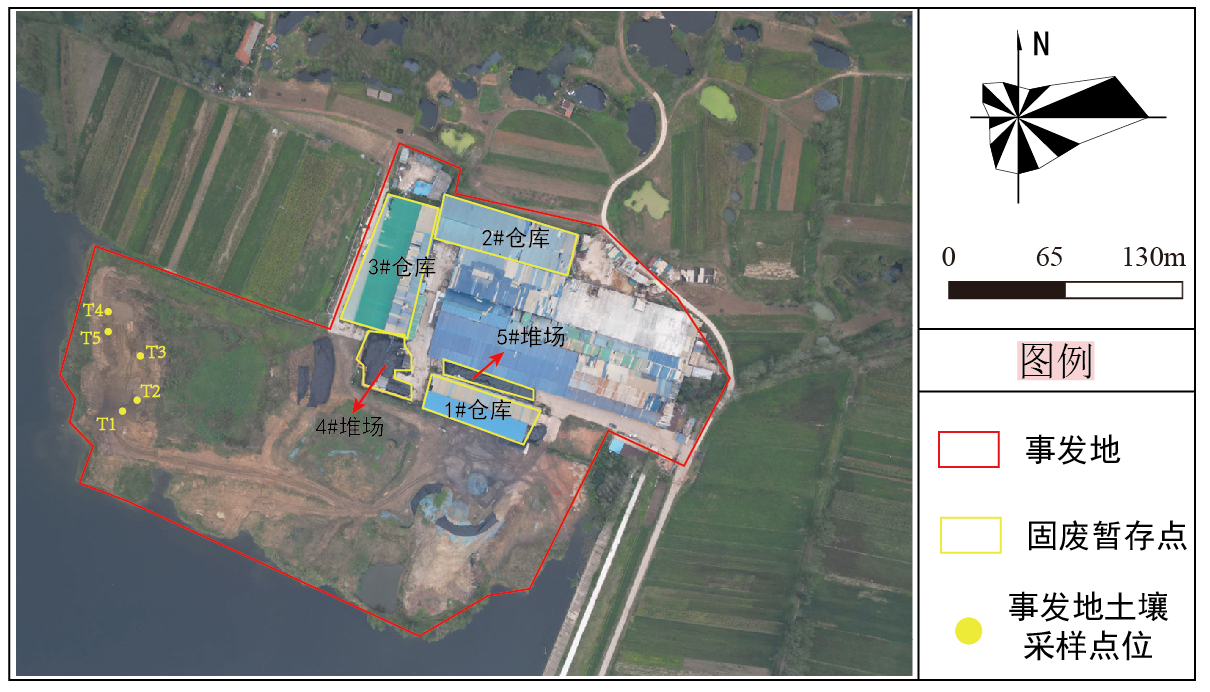 N
0 65 130m
图例
事发地
固废暂存点
事发地土壤
采样点位
2#仓库
3#仓库
5#堆场
1#仓库
4#堆场
T4
T5
T3
T2
T1